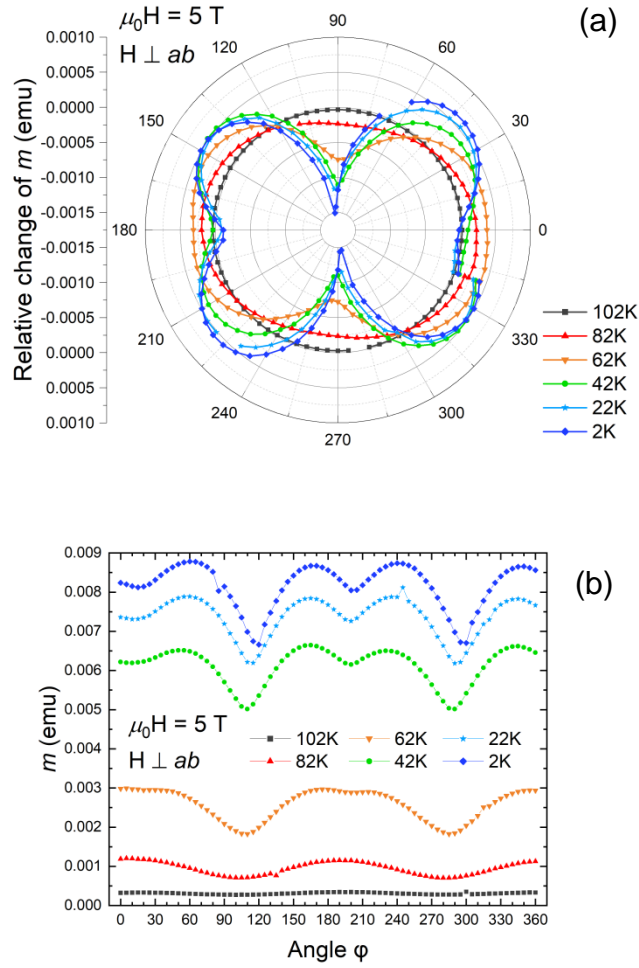 μ₀H = 5 T
H ⊥ ab
(a)
Relative change of m (emu)
0.0010
0.0005
0.0000
-0.0005
-0.0010
-0.0015
-0.0015
-0.0010
-0.0005
0.0000
0.0005
0.0010
90
120
60
150
30
180
0
210
330
240
300
270
102K
82K
62K
42K
22K
2K
(b)
m (emu)
0.009
0.008
0.007
0.006
0.005
0.004
0.003
0.002
0.001
0.000
μ₀H = 5 T
H ⊥ ab
102K 62K 22K
82K 42K 2K
0 30 60 90 120 150 180 210 240 270 300 330 360
Angle φ